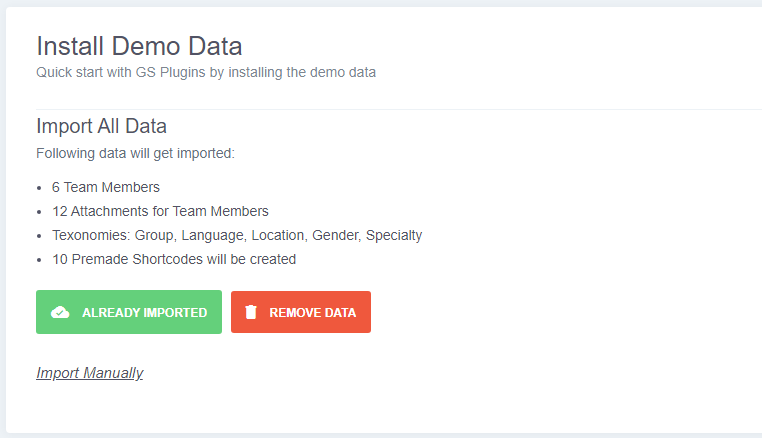 Install Demo Data
Quick start with GS Plugins by installing the demo data
Import All Data
Following data will get imported:
6 Team Members
12 Attachments for Team Members
Texonomies: Group, Language, Location, Gender, Specialty
10 Premade Shortcodes will be created
ALREADY IMPORTED
REMOVE DATA
Import Manually